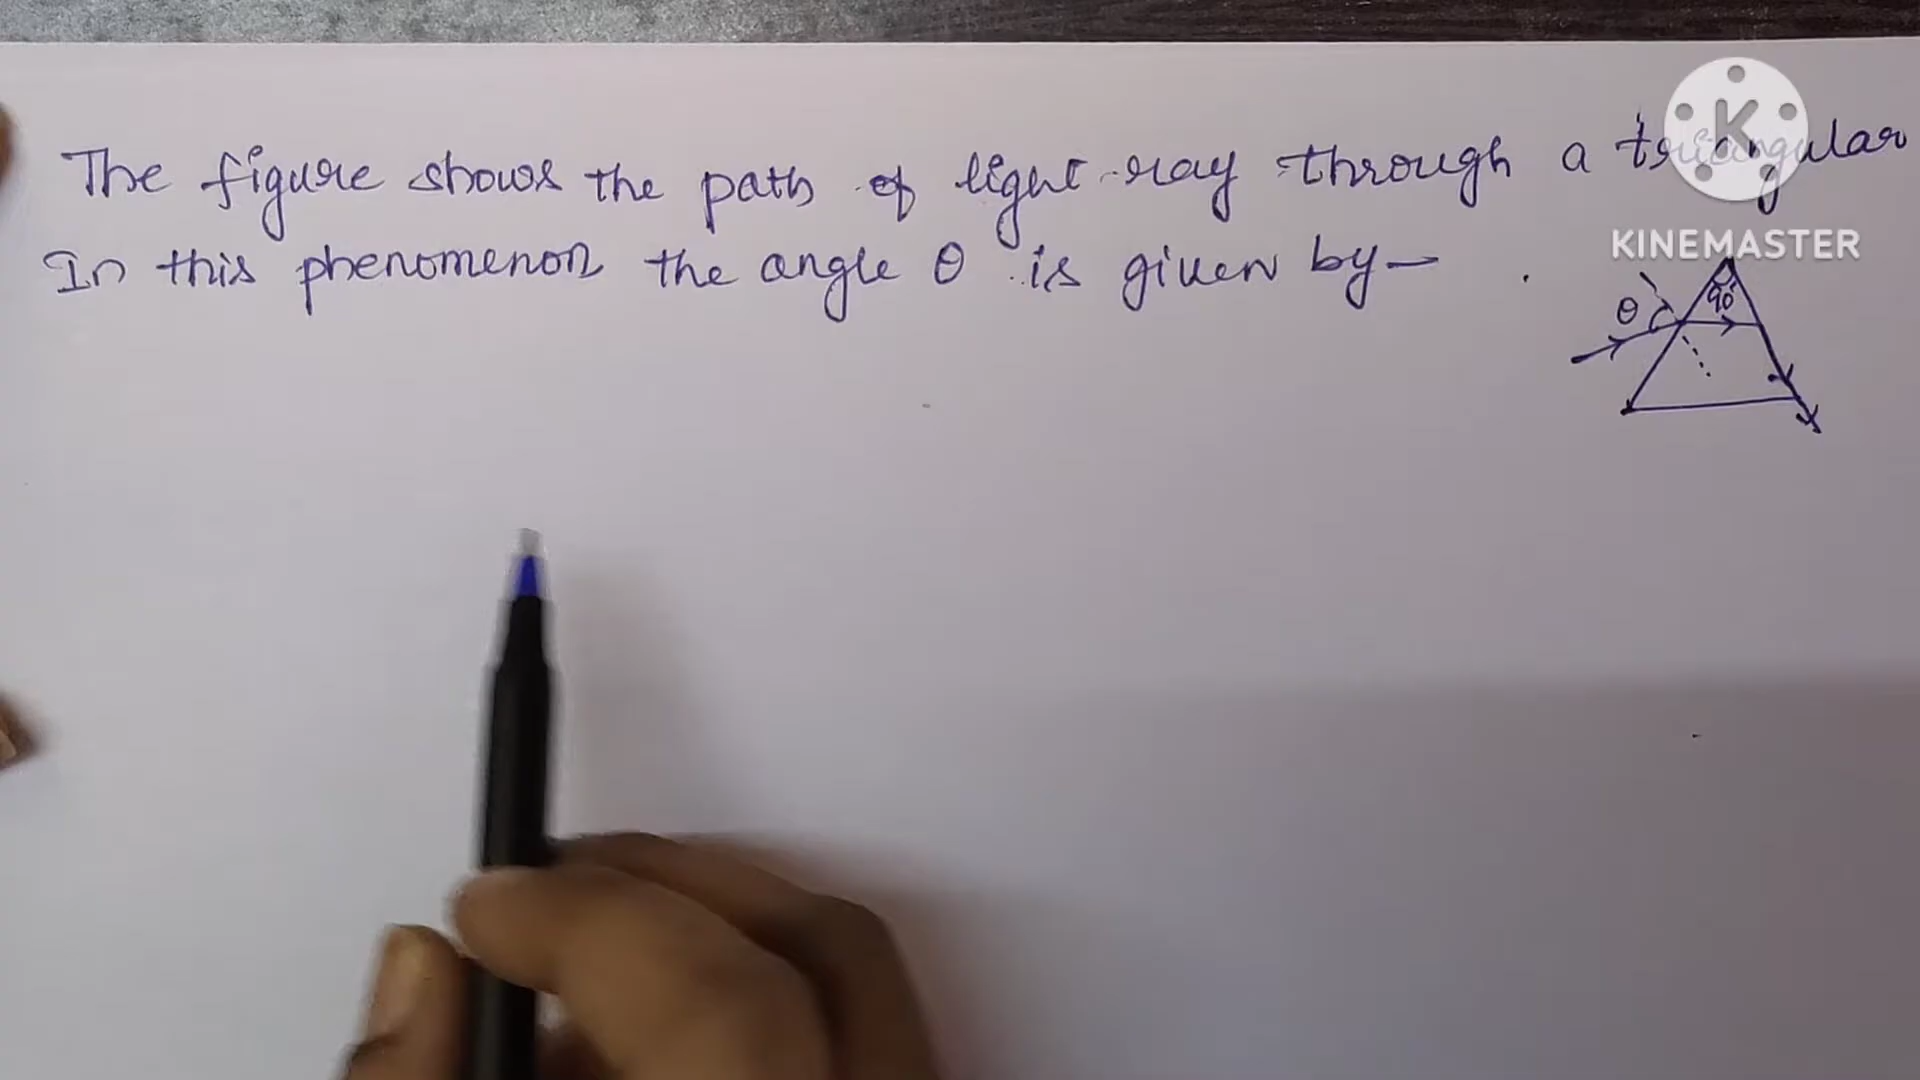 The figure shows the path of light ray through a triangular
K
KINEMASTER
In this phenomenon the angle θ is given by—
θ
90°